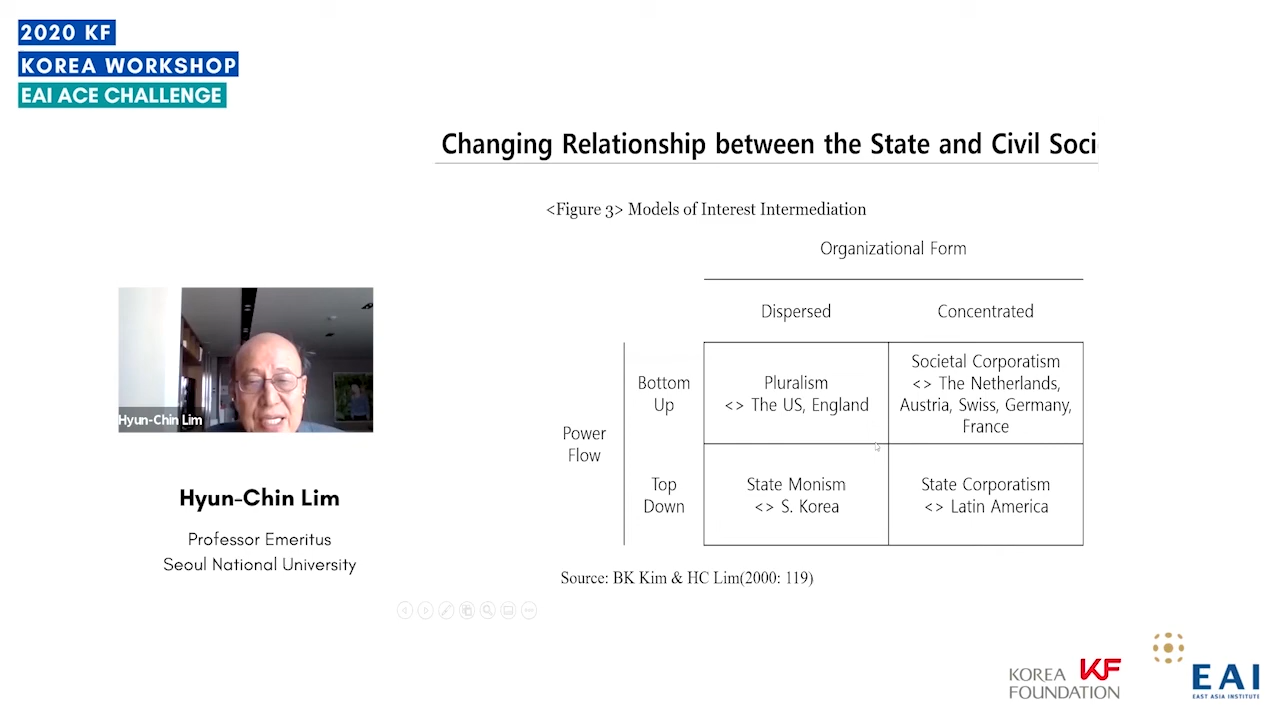 2020 KF
KOREA WORKSHOP
EAI ACE CHALLENGE
Changing Relationship between the State and Civil Soci
<Figure 3> Models of Interest Intermediation
Organizational Form
Dispersed
Concentrated
Power
Flow
Bottom
Up
Pluralism
<> The US, England
Societal Corporatism
<> The Netherlands,
Austria, Swiss, Germany,
France
Top
Down
State Monism
<> S. Korea
State Corporatism
<> Latin America
Source: BK Kim & HC Lim(2000: 119)
Hyun-Chin Lim
Hyun-Chin Lim
Professor Emeritus
Seoul National University
KOREA KF
FOUNDATION
EAI
EAST ASIA INSTITUTE